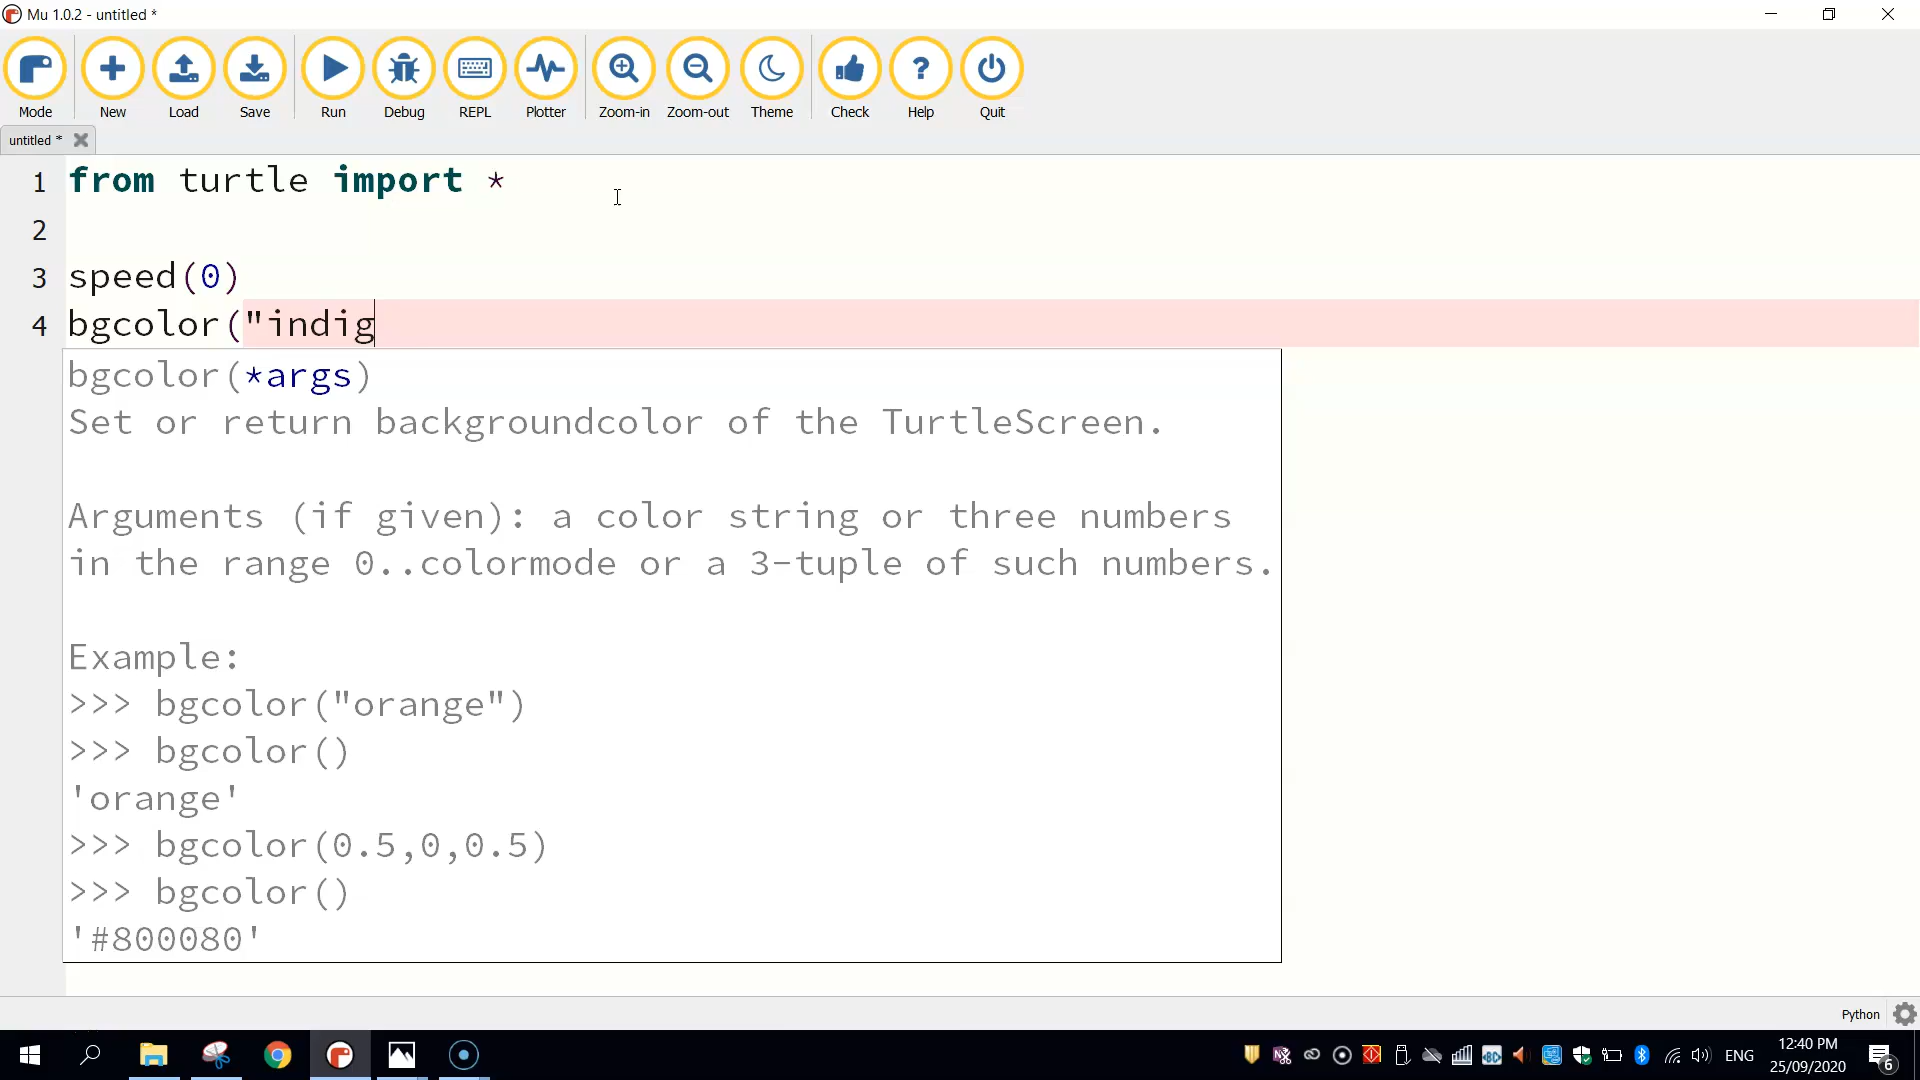 Mu 1.0.2 - untitled *
Mode New Load Save Run Debug REPL Plotter Zoom-in Zoom-out Theme Check Help Quit
untitled *
1 from turtle import *
2
3 speed(0)
4 bgcolor("indig
bgcolor(*args)
Set or return backgroundcolor of the TurtleScreen.
Arguments (if given): a color string or three numbers
in the range 0..colormode or a 3-tuple of such numbers.
Example:
>>> bgcolor("orange")
>>> bgcolor()
'orange'
>>> bgcolor(0.5,0,0.5)
>>> bgcolor()
'#800080'
Python
ENG
12:40 PM
25/09/2020
6